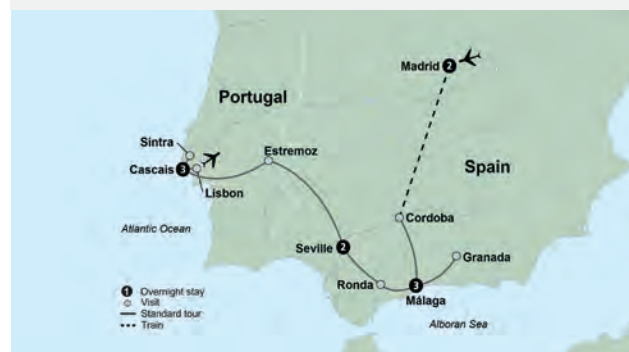 Madrid 2
Portugal
Sintra
Estremoz
Spain
Cascais 3
Lisbon
Cordoba
Atlantic Ocean
Seville 2
Granada
Ronda
3
Málaga
Alboran Sea
1 Overnight stay
Visit
Standard tour
Train